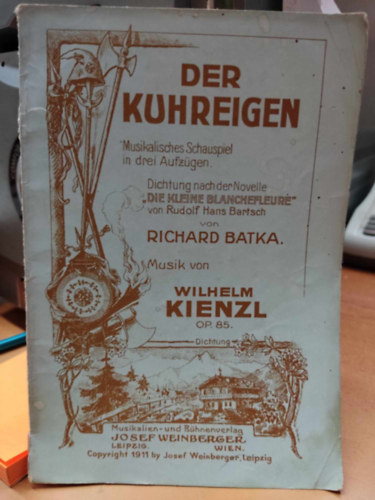 DER
KUHREIGEN
Musikalisches Schauspiel
in drei Aufzügen.
Dichtung nach der Novelle
„DIE KLEINE BLANCHEFLEURE"
von Rudolf Hans Bartsch
von
RICHARD BATKA.
Musik von
WILHELM
KIENZL
OP. 85.
Dichtung
Musikalien- und Bühnenverlag
JOSEF WEINBERGER.
LEIPZIG. WIEN.
Copyright 1911 by Josef Weinberger, Leipzig